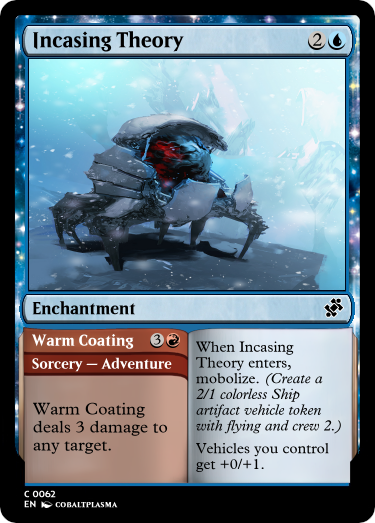 Incasing Theory 2
Enchantment
Warm Coating 3
Sorcery — Adventure
Warm Coating
deals 3 damage to
any target.
When Incasing
Theory enters,
mobolize. (Create a
2/1 colorless Ship
artifact vehicle token
with flying and crew 2.)
Vehicles you control
get +0/+1.
C 0062
EN COBALTPLASMA